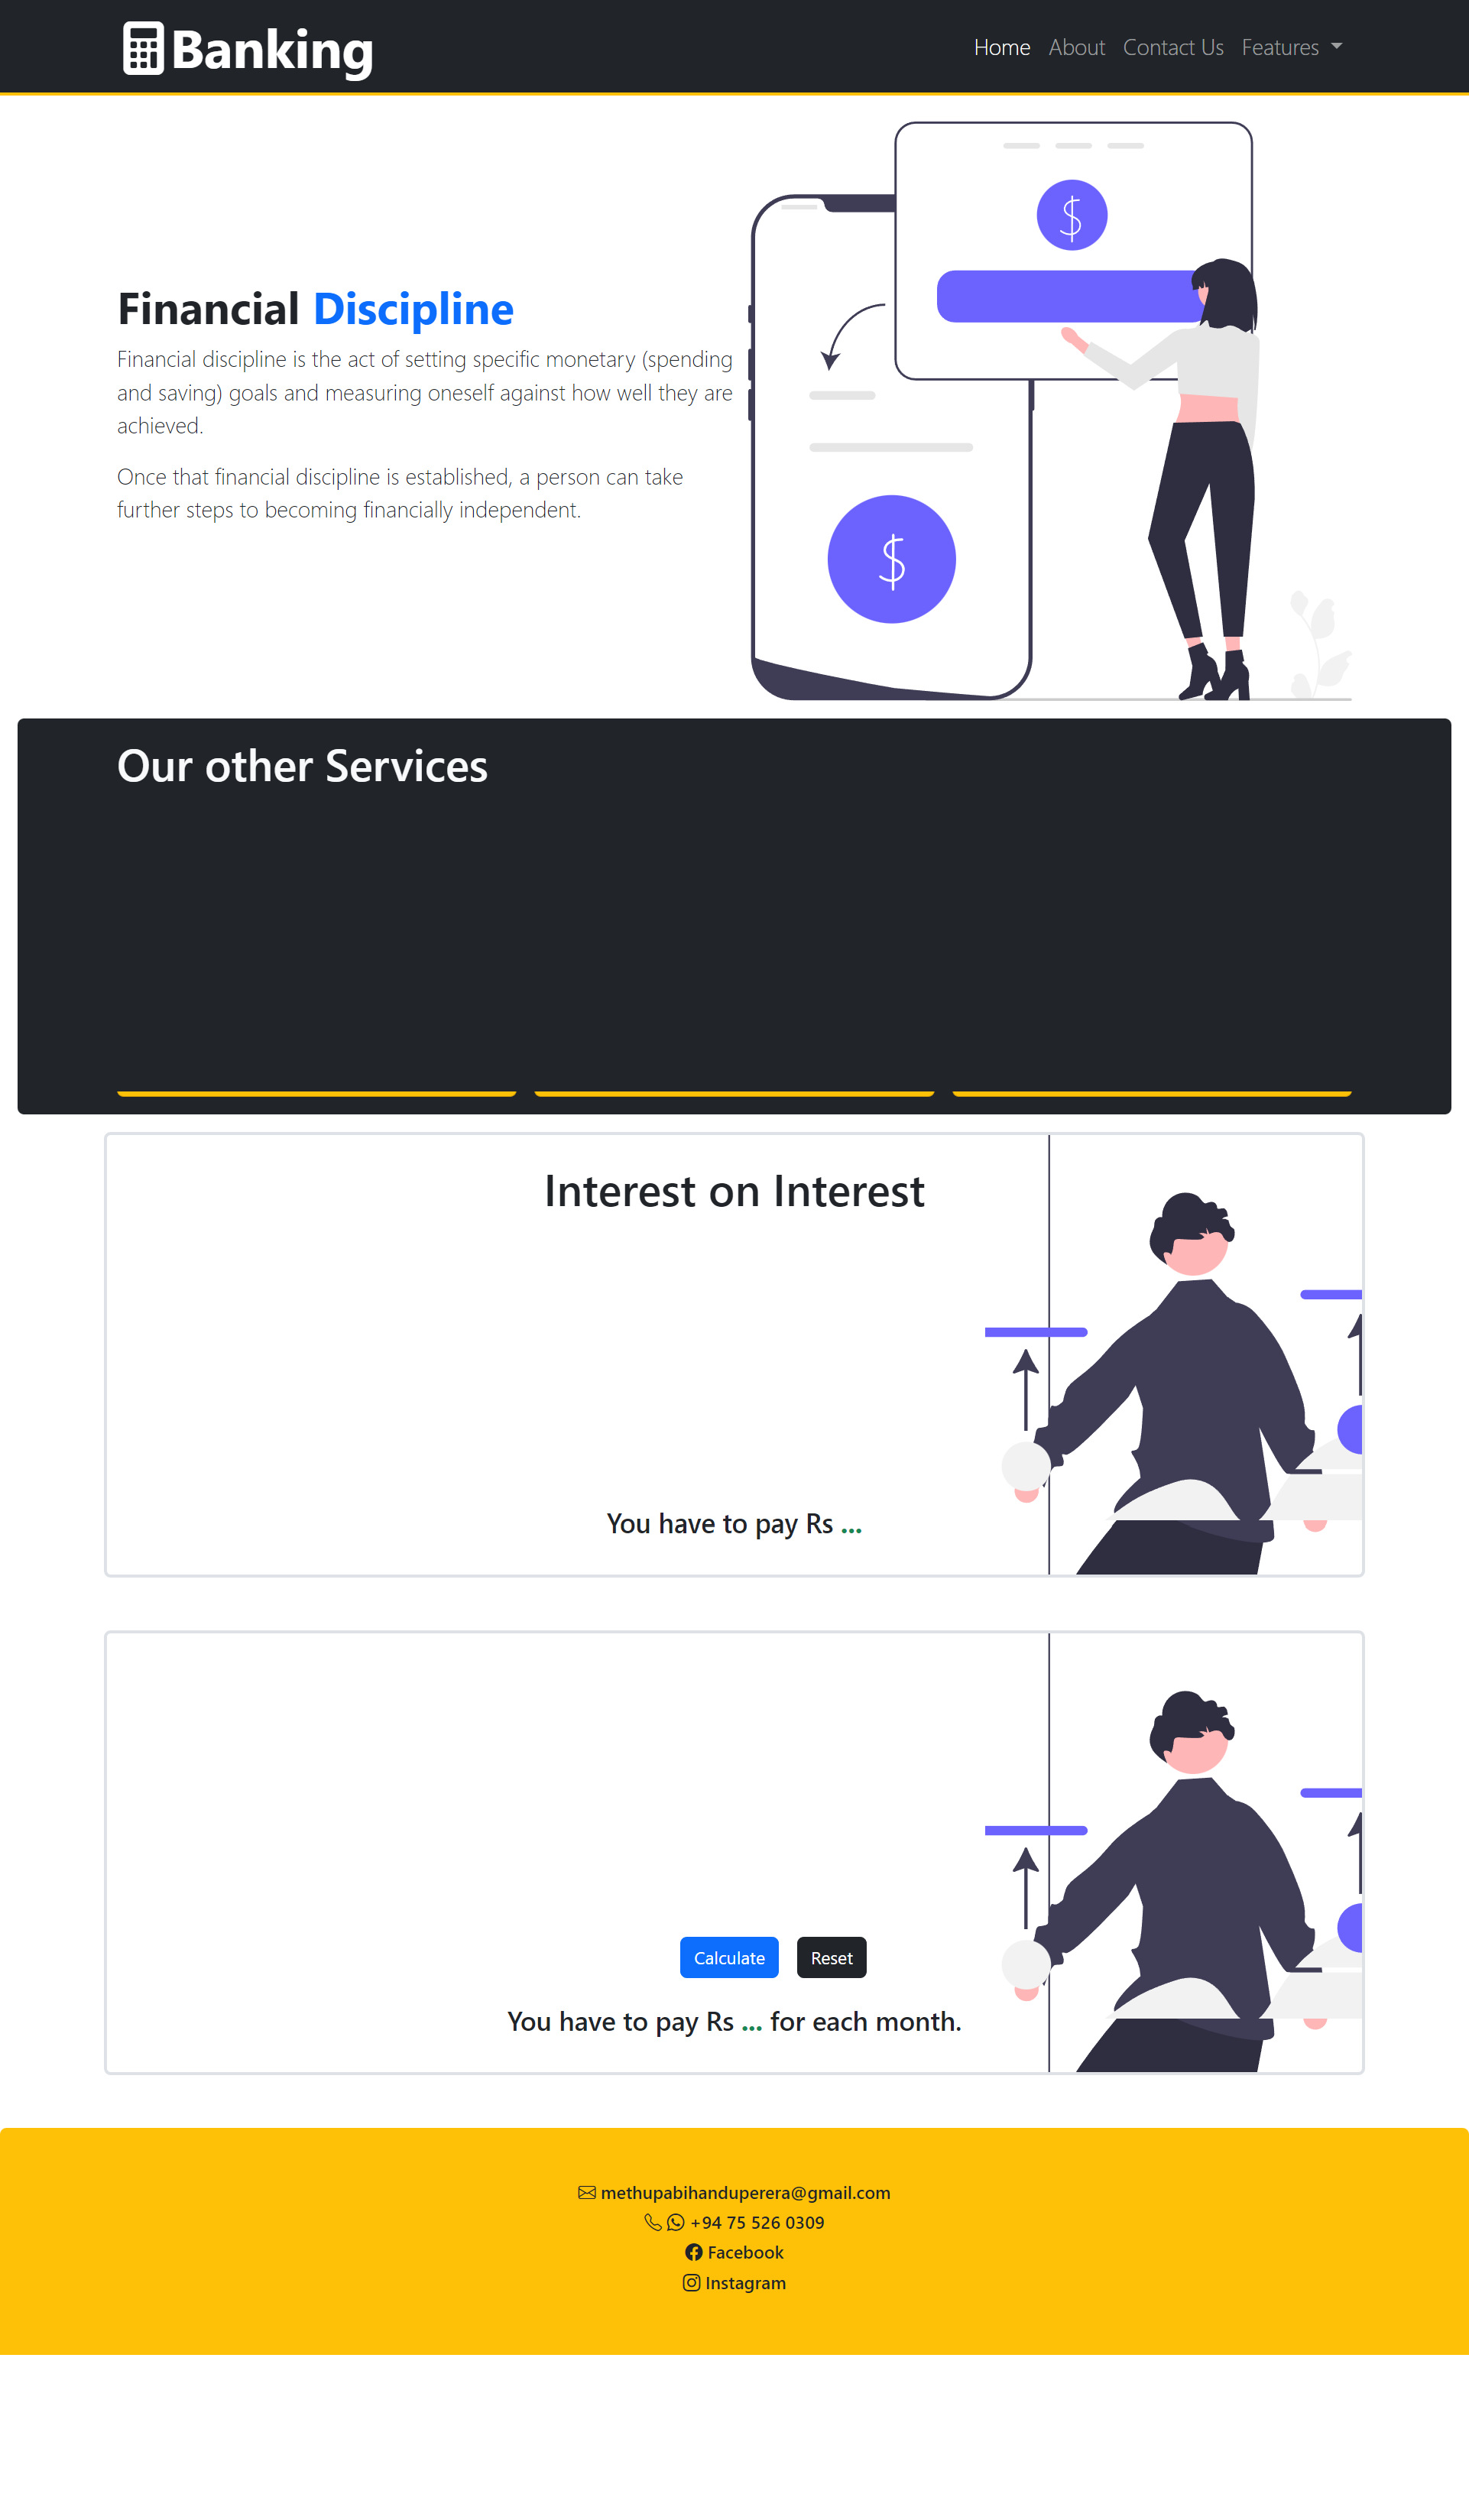 Banking
Home About Contact Us Features
$
Financial Discipline
Financial discipline is the act of setting specific monetary (spending
and saving) goals and measuring oneself against how well they are
achieved.
Once that financial discipline is established, a person can take
further steps to becoming financially independent.
$
Our other Services
Interest on Interest
You have to pay Rs ...
Calculate Reset
You have to pay Rs ... for each month.
methupabihanduperera@gmail.com
+94 75 526 0309
Facebook
Instagram